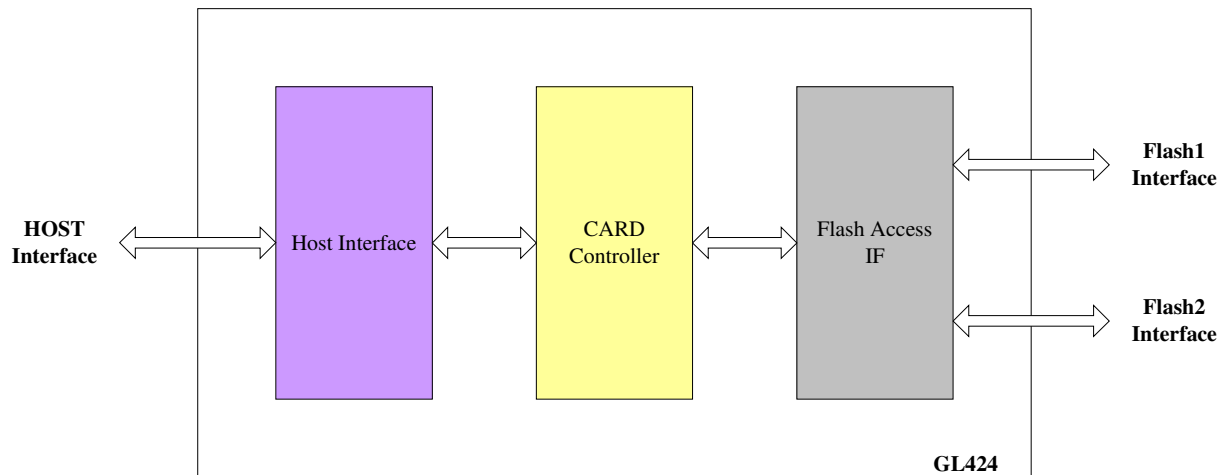 HOST
Interface
Host Interface
CARD
Controller
Flash Access
IF
Flash1
Interface
Flash2
Interface
GL424